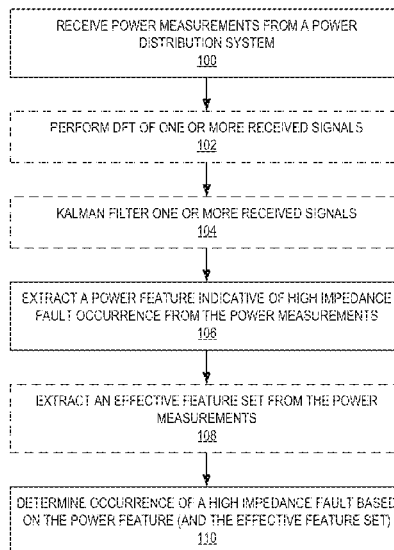 RECEIVE POWER MEASUREMENTS FROM A POWER
DISTRIBUTION SYSTEM
100
PERFORM DFT OF ONE OR MORE RECEIVED SIGNALS
102
KALMAN FILTER ONE OR MORE RECEIVED SIGNALS
104
EXTRACT A POWER FEATURE INDICATIVE OF HIGH IMPEDANCE
FAULT OCCURRENCE FROM THE POWER MEASUREMENTS
106
EXTRACT AN EFFECTIVE FEATURE SET FROM THE POWER
MEASUREMENTS
108
DETERMINE OCCURRENCE OF A HIGH IMPEDANCE FAULT BASED
ON THE POWER FEATURE (AND THE EFFECTIVE FEATURE SET)
110